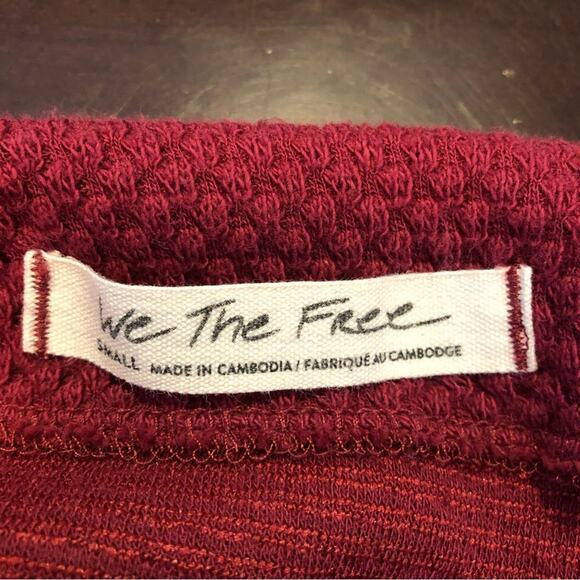 We The Free
SMALL MADE IN CAMBODIA / FABRIQUÉ AU CAMBODGE